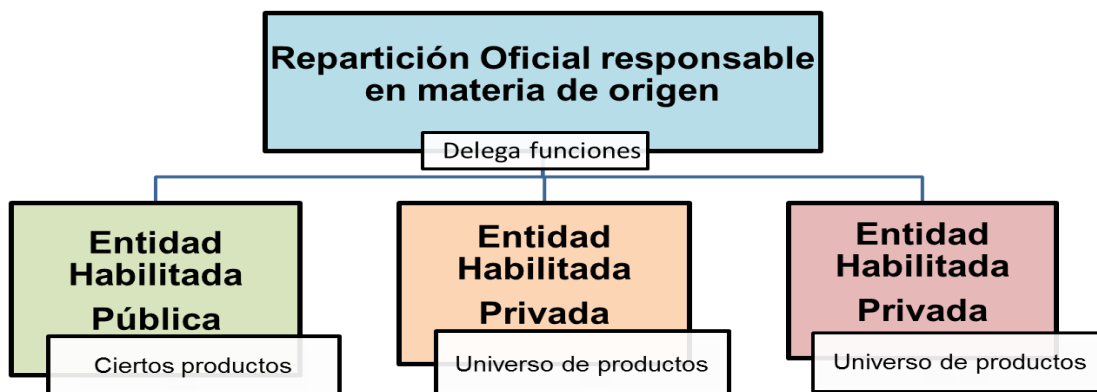 Repartición Oficial responsable
en materia de origen
Delega funciones
Entidad
Habilitada
Pública
Ciertos productos
Entidad
Habilitada
Privada
Universo de productos
Entidad
Habilitada
Privada
Universo de productos